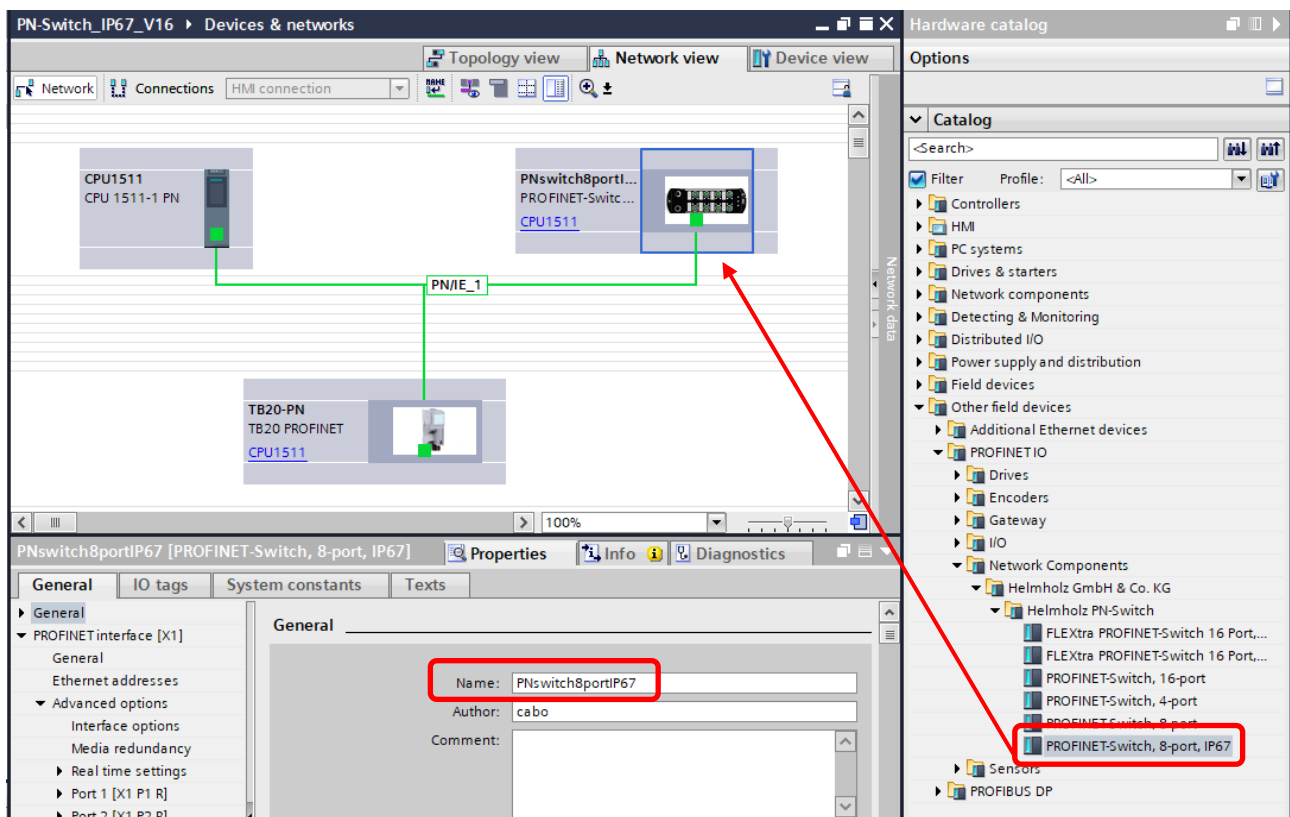 PN-Switch_IP67_V16 ▸ Devices & networks
Topology view Network view Device view
Network Connections HMI connection
CPU1511
CPU 1511-1 PN
PNswitch8portI...
PROFINET-Switc...
CPU1511
PN/IE_1
TB20-PN
TB20 PROFINET
CPU1511
100%
Network data
PNswitch8portIP67 [PROFINET-Switch, 8-port, IP67]
Properties Info Diagnostics
General IO tags System constants Texts
General
PROFINET interface [X1]
General
Ethernet addresses
Advanced options
Interface options
Media redundancy
Real time settings
Port 1 [X1 P1 R]
Port 2 [X1 P2 R]
General
Name: PNswitch8portIP67
Author: cabo
Comment:
Hardware catalog
Options
Catalog
<Search>
Filter Profile: <All>
Controllers
HMI
PC systems
Drives & starters
Network components
Detecting & Monitoring
Distributed I/O
Power supply and distribution
Field devices
Other field devices
Additional Ethernet devices
PROFINET IO
Drives
Encoders
Gateway
I/O
Network Components
Helmholz GmbH & Co. KG
Helmholz PN-Switch
FLEXtra PROFINET-Switch 16 Port,...
FLEXtra PROFINET-Switch 16 Port,...
PROFINET-Switch, 16-port
PROFINET-Switch, 4-port
PROFINET-Switch, 8-port
PROFINET-Switch, 8-port, IP67
Sensors
PROFIBUS DP